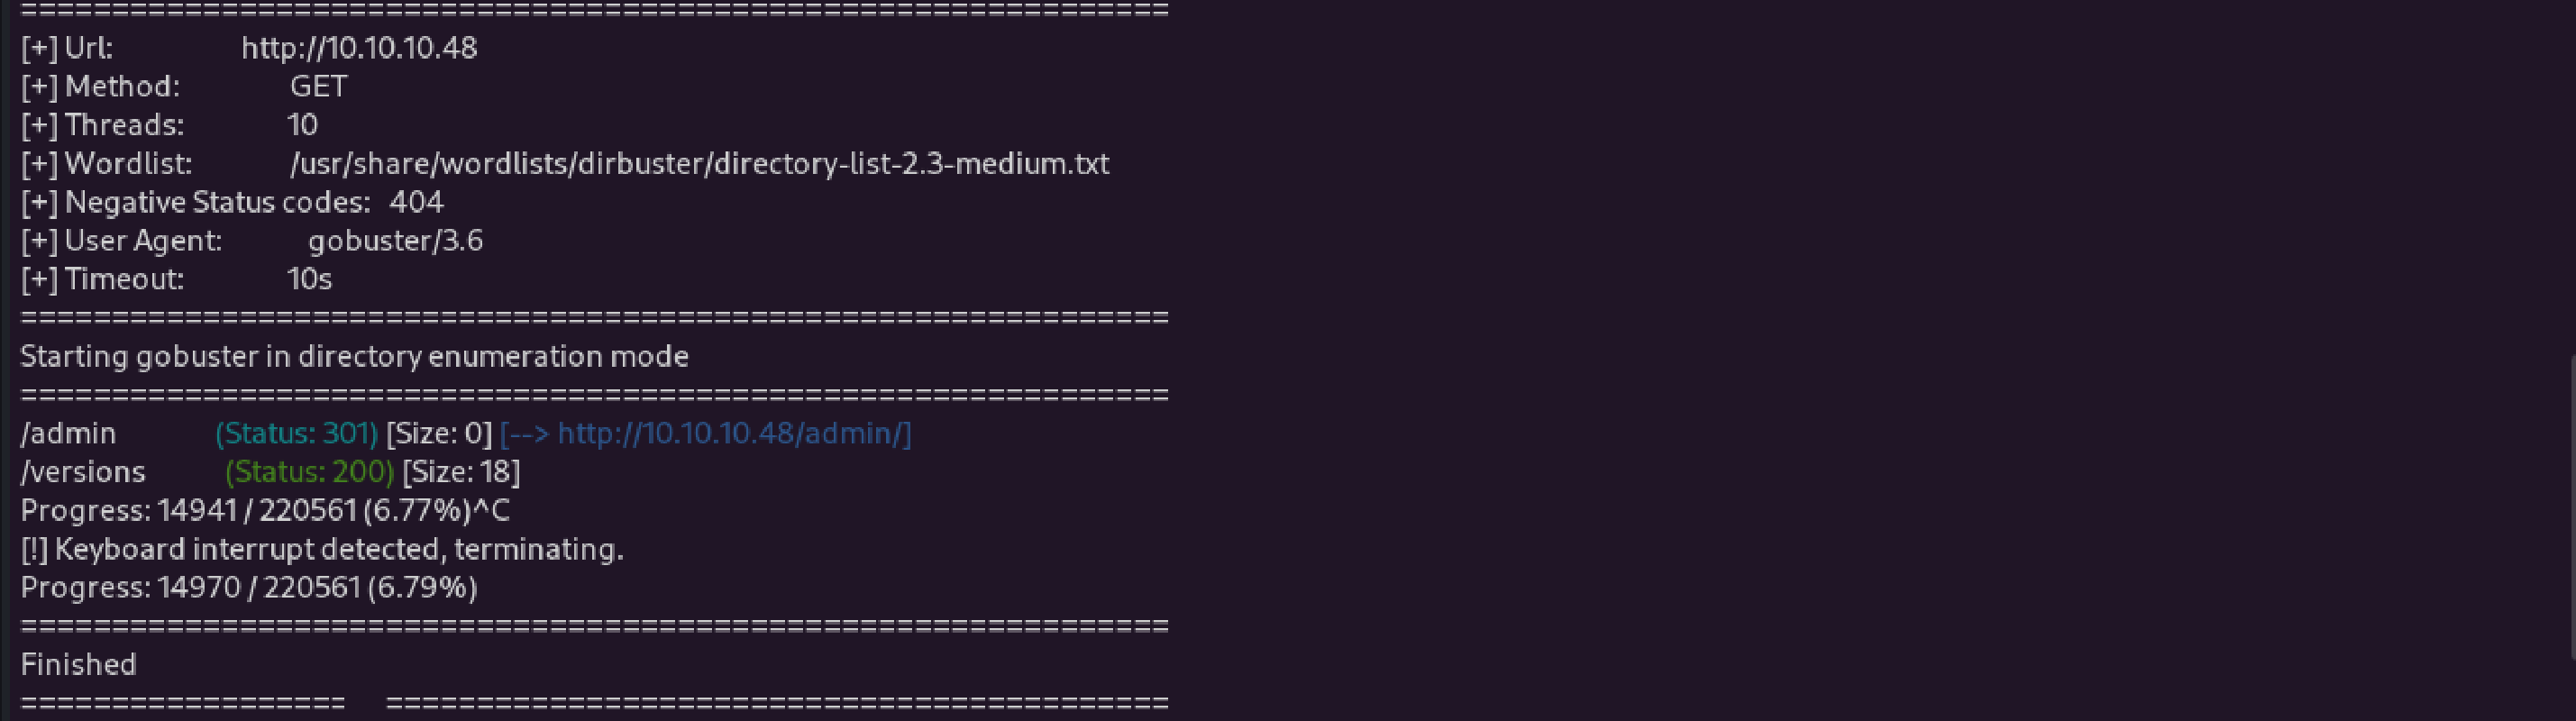 ===============================================================
[+] Url:                     http://10.10.10.48
[+] Method:                  GET
[+] Threads:                 10
[+] Wordlist:                /usr/share/wordlists/dirbuster/directory-list-2.3-medium.txt
[+] Negative Status codes:   404
[+] User Agent:              gobuster/3.6
[+] Timeout:                 10s
===============================================================
Starting gobuster in directory enumeration mode
===============================================================
/admin                (Status: 301) [Size: 0] [--> http://10.10.10.48/admin/]
/versions             (Status: 200) [Size: 18]
Progress: 14941 / 220561 (6.77%)^C
[!] Keyboard interrupt detected, terminating.
Progress: 14970 / 220561 (6.79%)
===============================================================
Finished
==================  ===========================================